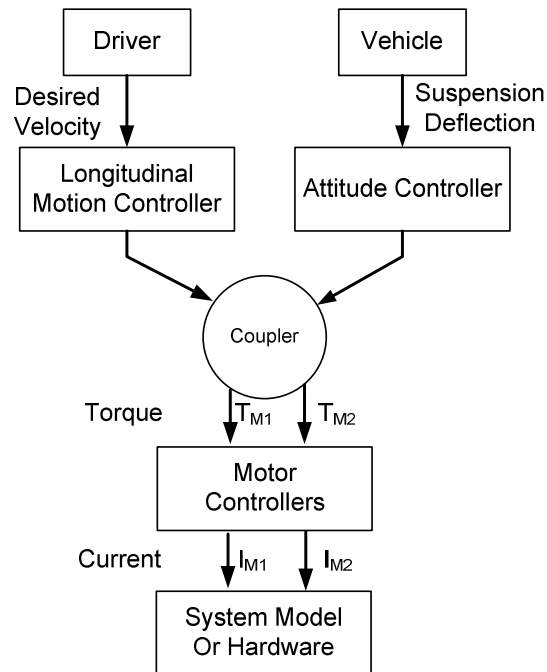 Driver
Vehicle
Desired
Velocity
Suspension
Deflection
Longitudinal
Motion Controller
Attitude Controller
Coupler
Torque
TM1
TM2
Motor
Controllers
Current
IM1
IM2
System Model
Or Hardware